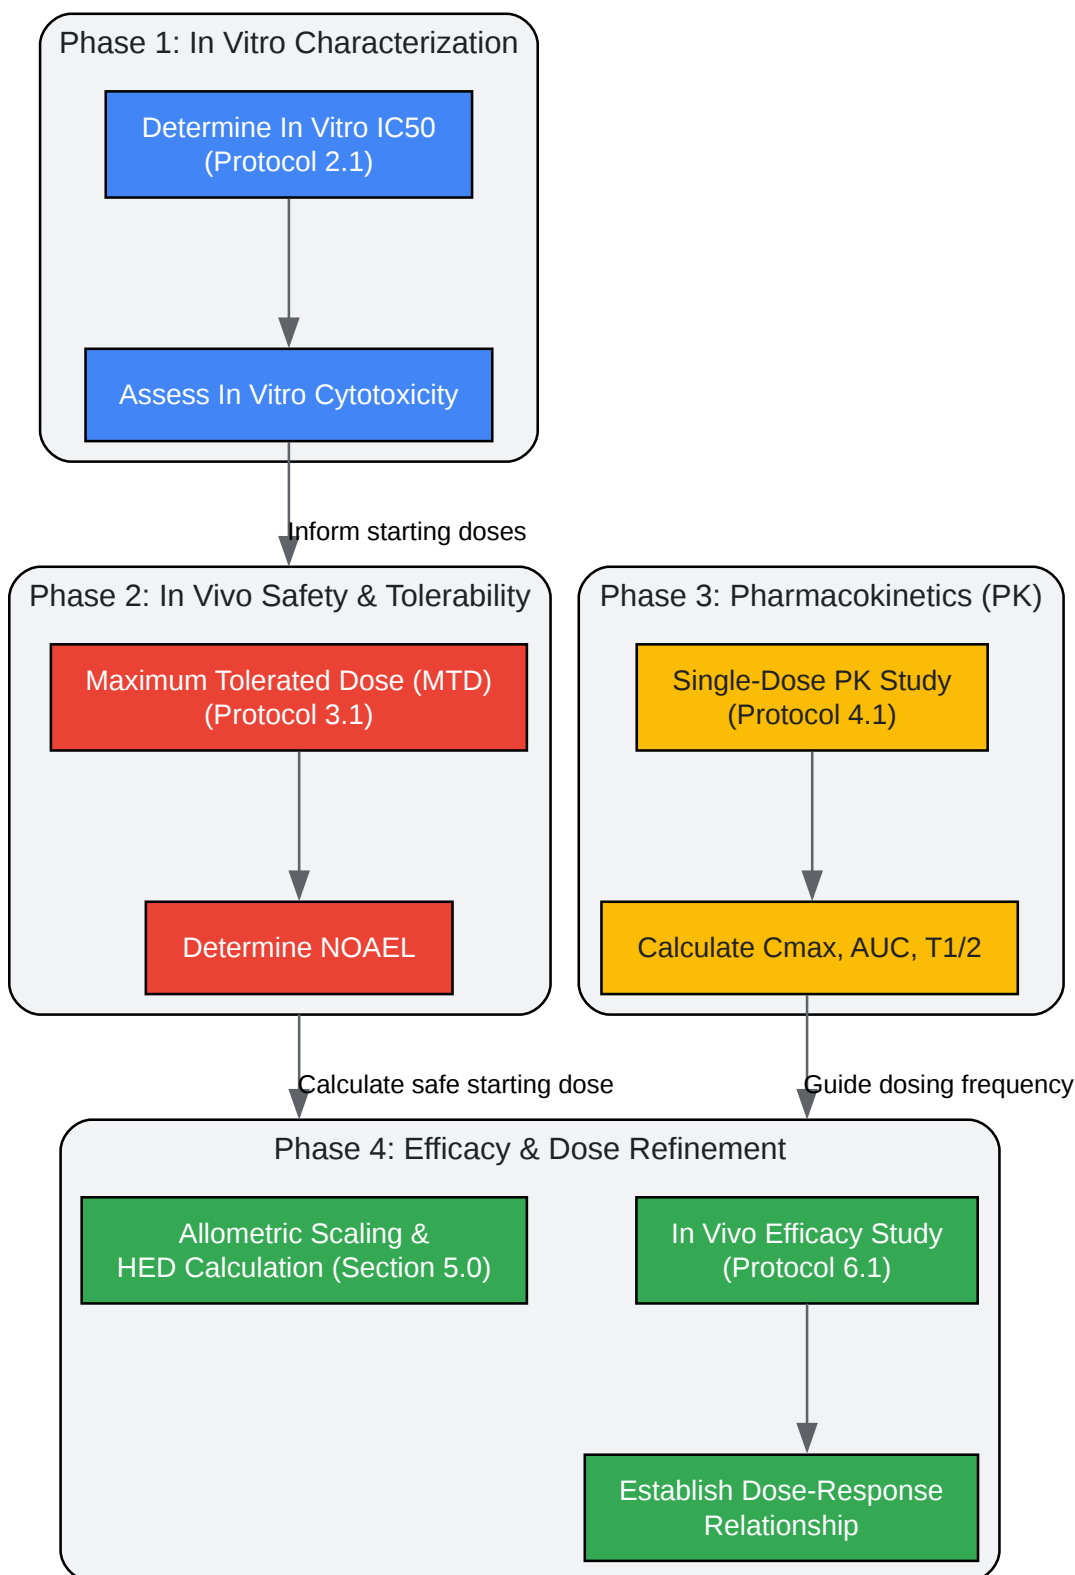 Phase 1: In Vitro Characterization
Determine In Vitro IC50
(Protocol 2.1)
Assess In Vitro Cytotoxicity
Inform starting doses
Phase 2: In Vivo Safety & Tolerability
Maximum Tolerated Dose (MTD)
(Protocol 3.1)
Determine NOAEL
Phase 3: Pharmacokinetics (PK)
Single-Dose PK Study
(Protocol 4.1)
Calculate Cmax, AUC, T1/2
Calculate safe starting dose
Guide dosing frequency
Phase 4: Efficacy & Dose Refinement
Allometric Scaling &
HED Calculation (Section 5.0)
In Vivo Efficacy Study
(Protocol 6.1)
Establish Dose-Response
Relationship